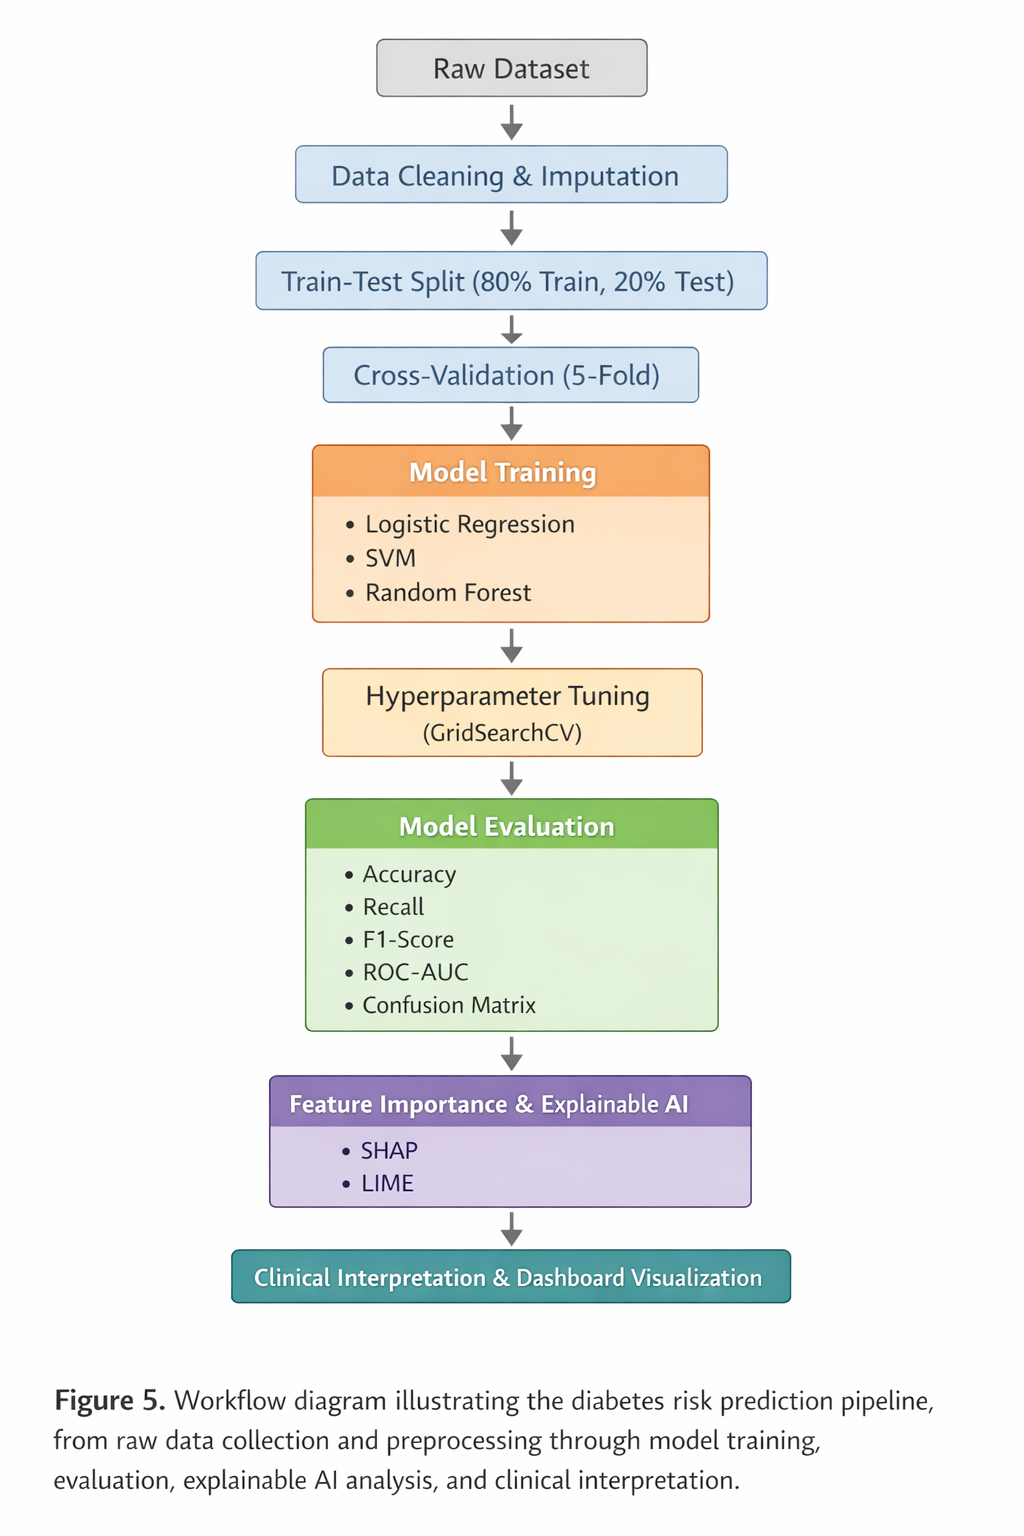 Raw Dataset
Data Cleaning & Imputation
Train-Test Split (80% Train, 20% Test)
Cross-Validation (5-Fold)
Model Training
• Logistic Regression
• SVM
• Random Forest
Hyperparameter Tuning
(GridSearchCV)
Model Evaluation
• Accuracy
• Recall
• F1-Score
• ROC-AUC
• Confusion Matrix
Feature Importance & Explainable AI
• SHAP
• LIME
Clinical Interpretation & Dashboard Visualization
Figure 5. Workflow diagram illustrating the diabetes risk prediction pipeline,
from raw data collection and preprocessing through model training,
evaluation, explainable AI analysis, and clinical interpretation.